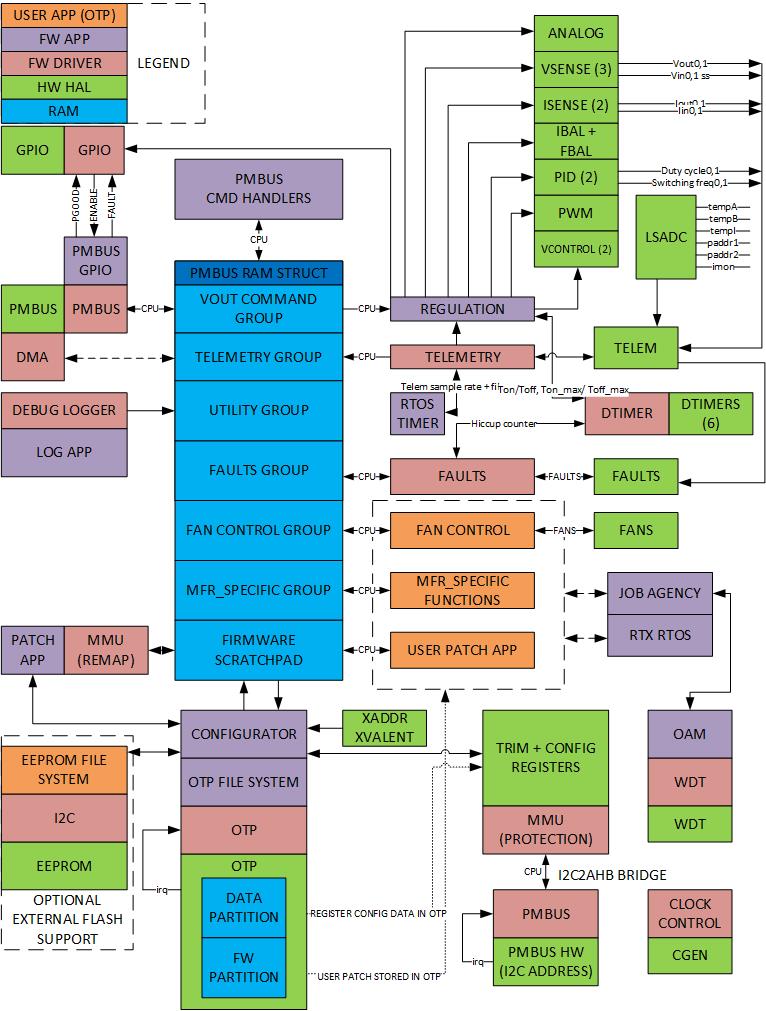 USER APP (OTP)
FW APP
FW DRIVER
HW HAL
RAM
LEGEND
GPIO
GPIO
PGOOD
ENABLE
FAULT
PMBUS
GPIO
PMBUS
PMBUS
CPU
DMA
DEBUG LOGGER
LOG APP
PMBUS
CMD HANDLERS
CPU
PMBUS RAM STRUCT
VOUT COMMAND
GROUP
TELEMETRY GROUP
UTILITY GROUP
FAULTS GROUP
FAN CONTROL GROUP
MFR_SPECIFIC GROUP
FIRMWARE
SCRATCHPAD
CPU
CPU
CPU
CPU
CPU
CPU
ANALOG
VSENSE (3)
ISENSE (2)
IBAL +
FBAL
PID (2)
PWM
VCONTROL (2)
Vout0,1
Vin0,1 ss
Iout0,1
Iin0,1
Duty cycle0,1
Switching freq0,1
LSADC
tempA
tempB
tempI
paddr1
paddr2
imon
REGULATION
TELEMETRY
TELEM
Telem sample rate + fil
Ton/Toff, Ton_max/ Toff_max
RTOS
TIMER
Hiccup counter
DTIMER
DTIMERS
(6)
FAULTS
FAULTS
FAULTS
FAN CONTROL
FANS
FANS
MFR_SPECIFIC
FUNCTIONS
USER PATCH APP
JOB AGENCY
RTX RTOS
PATCH
APP
MMU
(REMAP)
CONFIGURATOR
XADDR
XVALENT
OTP FILE SYSTEM
OTP
OTP
irq
DATA
PARTITION
FW
PARTITION
EEPROM FILE
SYSTEM
I2C
EEPROM
OPTIONAL
EXTERNAL FLASH
SUPPORT
REGISTER CONFIG DATA IN OTP
USER PATCH STORED IN OTP
TRIM + CONFIG
REGISTERS
MMU
(PROTECTION)
CPU
I2C2AHB BRIDGE
PMBUS
PMBUS HW
(I2C ADDRESS)
irq
OAM
WDT
WDT
CLOCK
CONTROL
CGEN